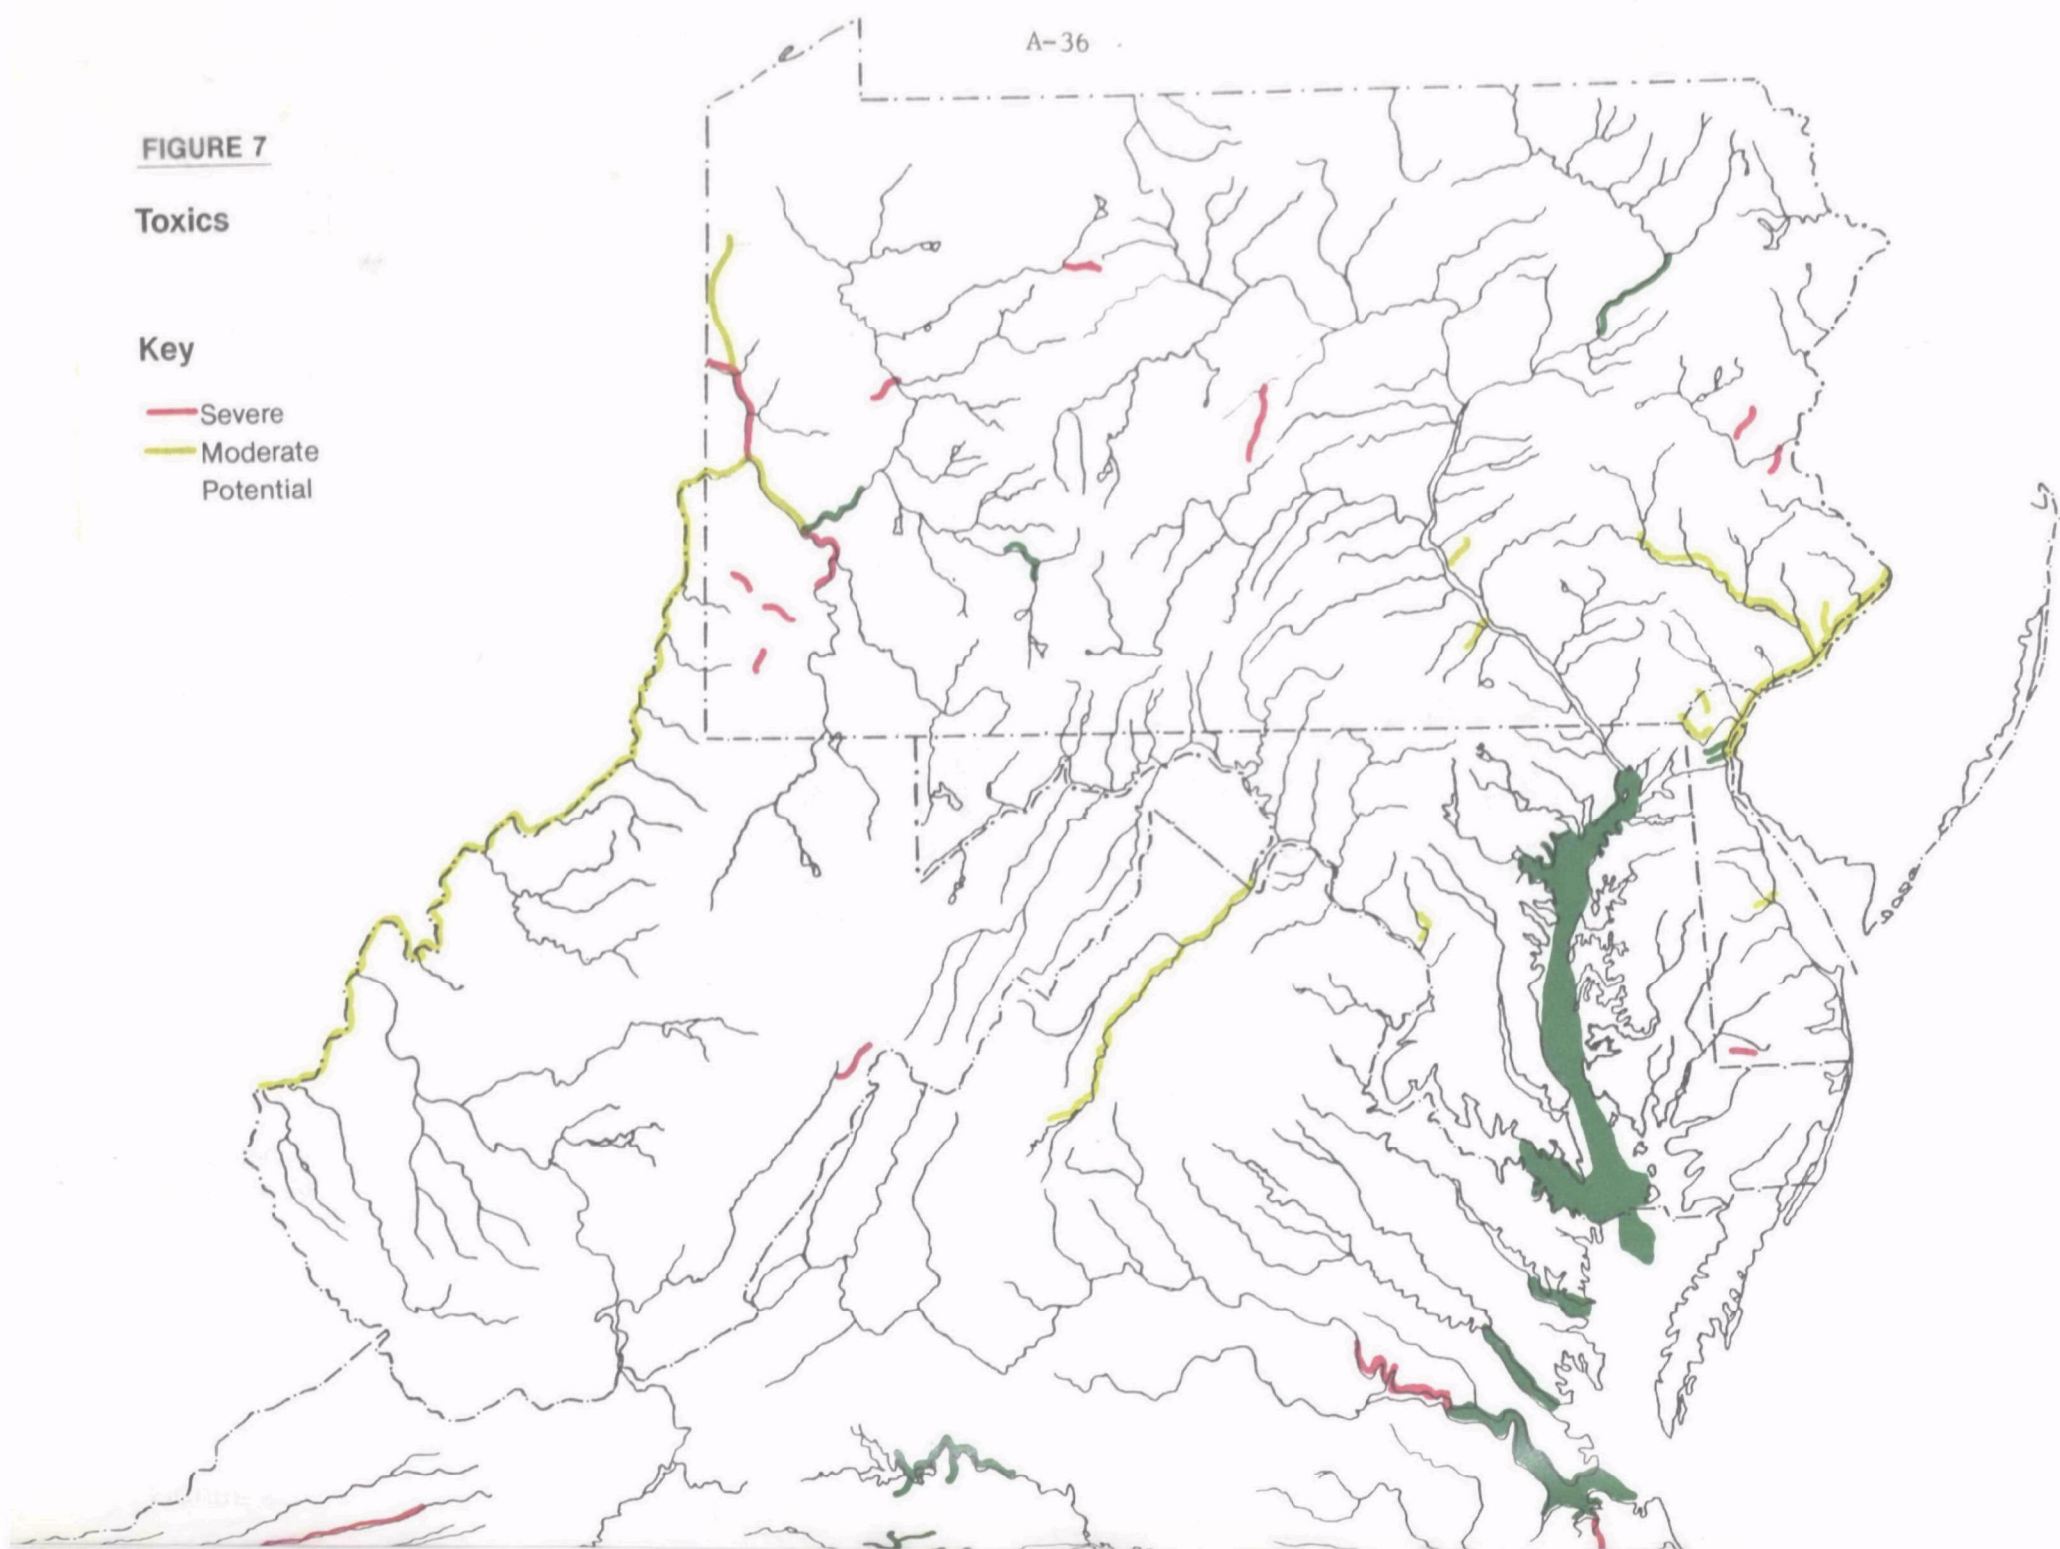 A-36
FIGURE 7
Toxics
Key
Severe
Moderate
Potential